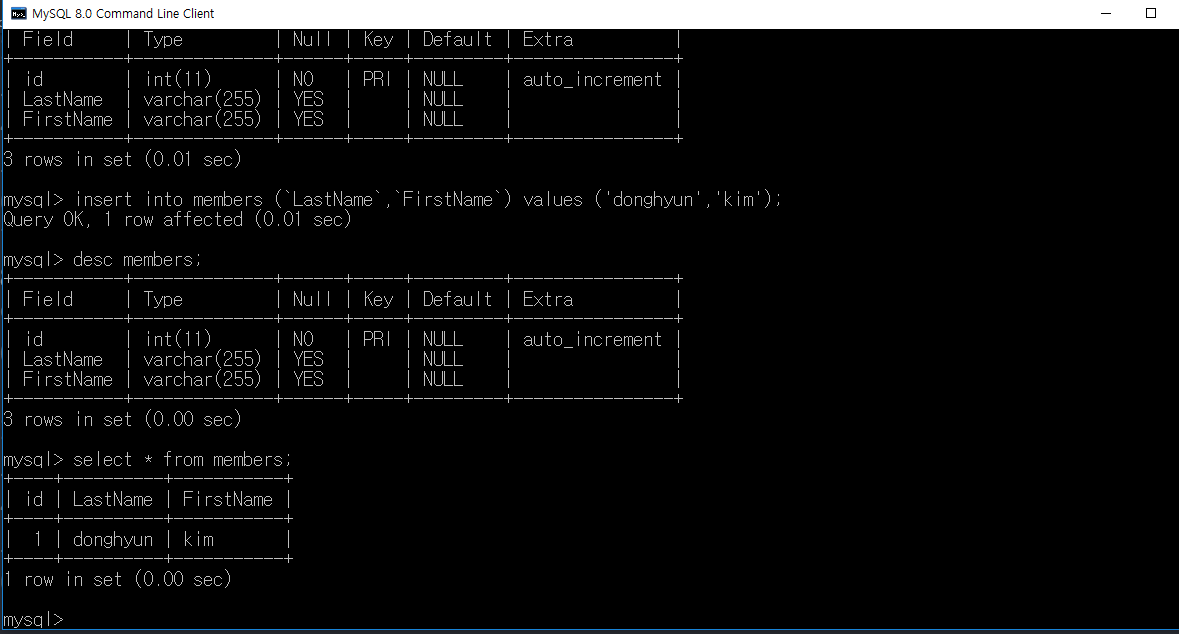 MySQL 8.0 Command Line Client
| Field | Type | Null | Key | Default | Extra |
+-----------+--------------+------+-----+---------+----------------+
| id | int(11) | NO | PRI | NULL | auto_increment |
| LastName | varchar(255) | YES | | NULL | |
| FirstName | varchar(255) | YES | | NULL | |
+-----------+--------------+------+-----+---------+----------------+
3 rows in set (0.01 sec)
mysql> insert into members (`LastName`,`FirstName`) values ('donghyun','kim');
Query OK, 1 row affected (0.01 sec)
mysql> desc members;
+-----------+--------------+------+-----+---------+----------------+
| Field | Type | Null | Key | Default | Extra |
+-----------+--------------+------+-----+---------+----------------+
| id | int(11) | NO | PRI | NULL | auto_increment |
| LastName | varchar(255) | YES | | NULL | |
| FirstName | varchar(255) | YES | | NULL | |
+-----------+--------------+------+-----+---------+----------------+
3 rows in set (0.00 sec)
mysql> select * from members;
+----+----------+-----------+
| id | LastName | FirstName |
+----+----------+-----------+
| 1 | donghyun | kim |
+----+----------+-----------+
1 row in set (0.00 sec)
mysql>